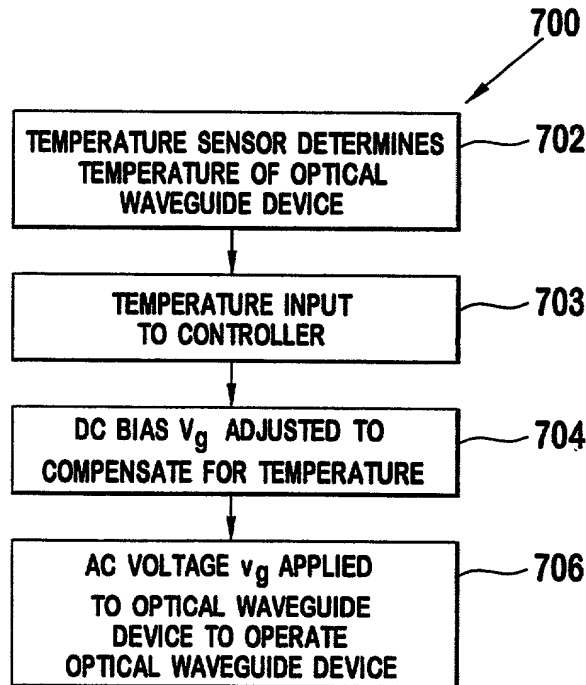 700
TEMPERATURE SENSOR DETERMINES
TEMPERATURE OF OPTICAL
WAVEGUIDE DEVICE
702
TEMPERATURE INPUT
TO CONTROLLER
703
DC BIAS Vg ADJUSTED TO
COMPENSATE FOR TEMPERATURE
704
AC VOLTAGE vg APPLIED
TO OPTICAL WAVEGUIDE
DEVICE TO OPERATE
OPTICAL WAVEGUIDE DEVICE
706